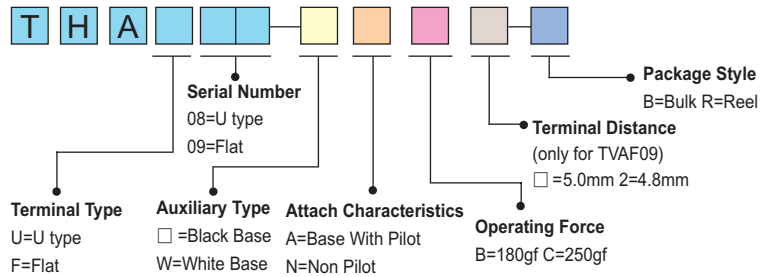 T H A
Package Style
B=Bulk R=Reel
Serial Number
08=U type
09=Flat
Terminal Distance
(only for TVAF09)
□ =5.0mm 2=4.8mm
Terminal Type
U=U type
F=Flat
Auxiliary Type
□ =Black Base
W=White Base
Attach Characteristics
A=Base With Pilot
N=Non Pilot
Operating Force
B=180gf C=250gf